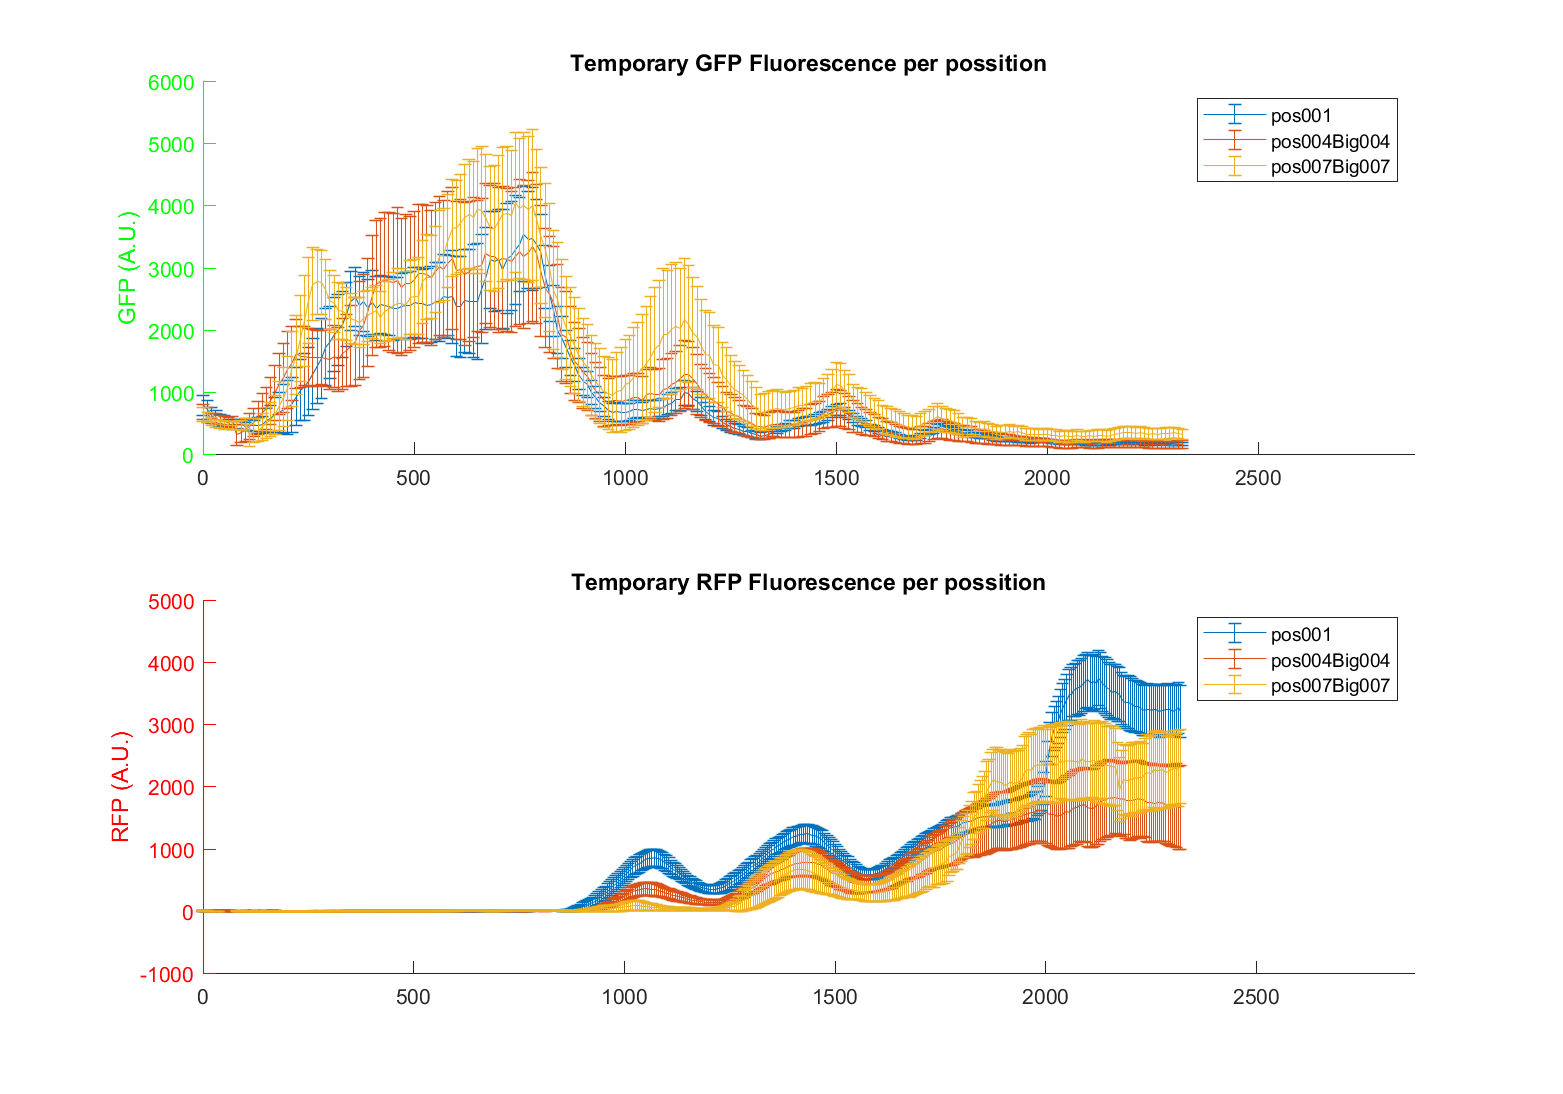 Temporary GFP Fluorescence per possition
6000
5000
4000
3000
2000
1000
0
GFP (A.U.)
pos001
pos004Big004
pos007Big007
0 500 1000 1500 2000 2500
Temporary RFP Fluorescence per possition
5000
4000
3000
2000
1000
0
-1000
RFP (A.U.)
pos001
pos004Big004
pos007Big007
0 500 1000 1500 2000 2500